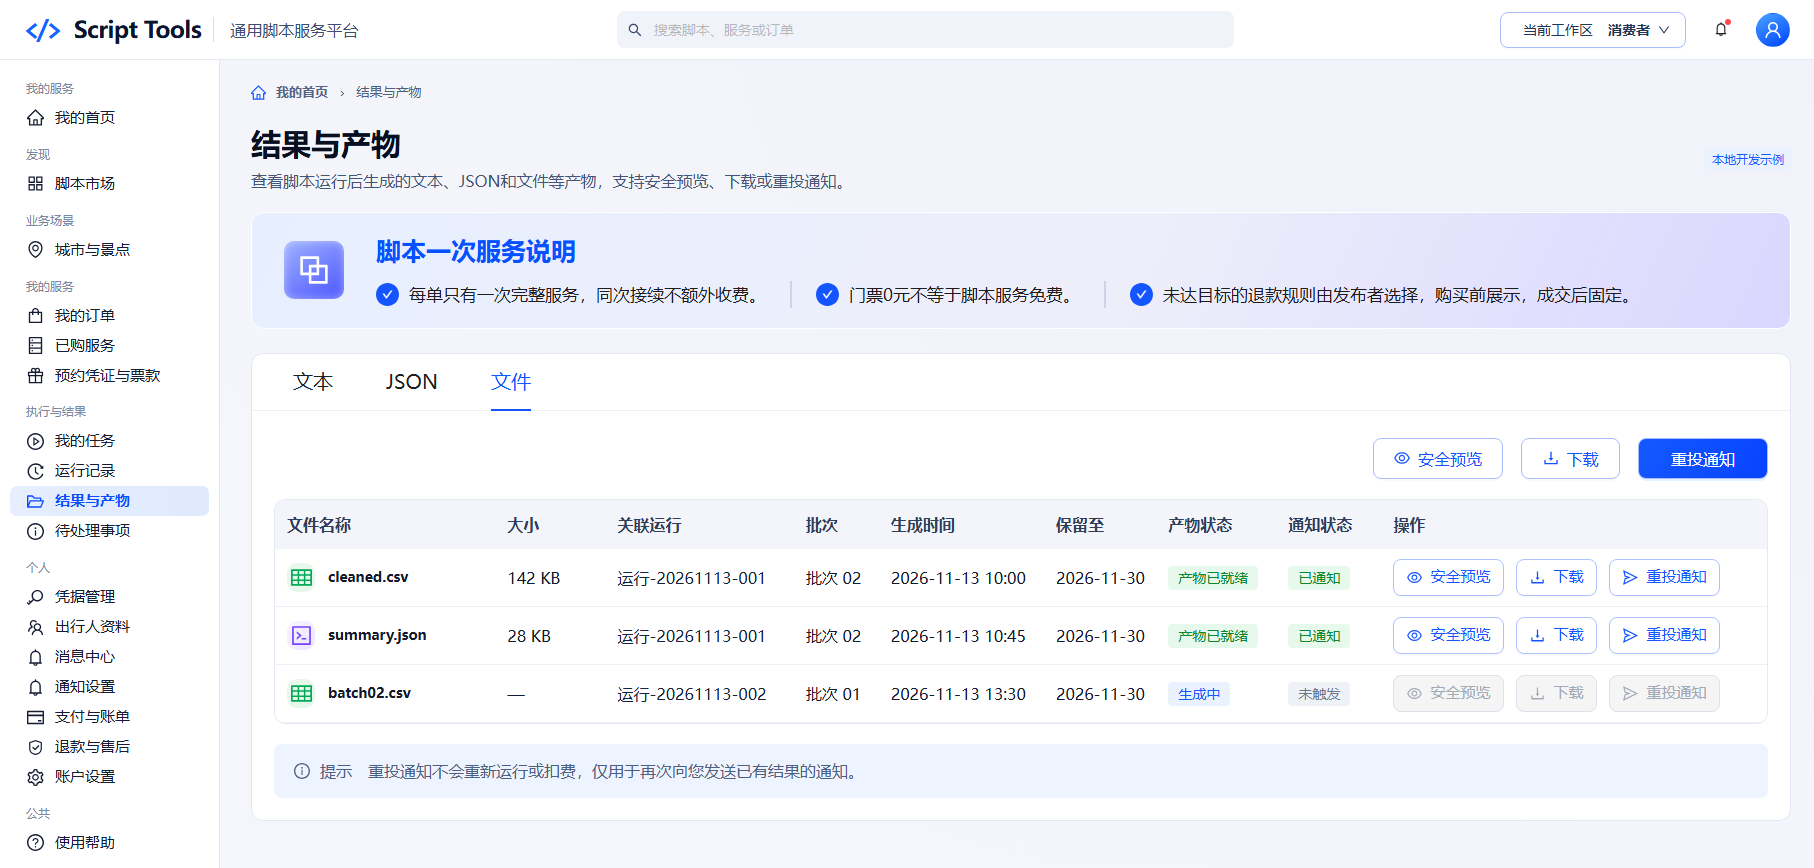 </> Script Tools 通用脚本服务平台
搜索脚本、服务或订单
当前工作区 消费者
我的服务
我的首页
发现
脚本市场
业务场景
城市与景点
我的服务
我的订单
已购服务
预约凭证与票款
执行与结果
我的任务
运行记录
结果与产物
待处理事项
个人
凭据管理
出行人资料
消息中心
通知设置
支付与账单
退款与售后
账户设置
公共
使用帮助
我的首页 › 结果与产物
结果与产物
查看脚本运行后生成的文本、JSON和文件等产物，支持安全预览、下载或重投通知。
本地开发示例
脚本一次服务说明
每单只有一次完整服务，同次接续不额外收费。
门票0元不等于脚本服务免费。
未达目标的退款规则由发布者选择，购买前展示，成交后固定。
文本 JSON 文件
安全预览 下载 重投通知
文件名称 大小 关联运行 批次 生成时间 保留至 产物状态 通知状态 操作
cleaned.csv 142 KB 运行-20261113-001 批次 02 2026-11-13 10:00 2026-11-30 产物已就绪 已通知 安全预览 下载 重投通知
summary.json 28 KB 运行-20261113-001 批次 02 2026-11-13 10:45 2026-11-30 产物已就绪 已通知 安全预览 下载 重投通知
batch02.csv — 运行-20261113-002 批次 01 2026-11-13 13:30 2026-11-30 生成中 未触发 安全预览 下载 重投通知
提示 重投通知不会重新运行或扣费，仅用于再次向您发送已有结果的通知。